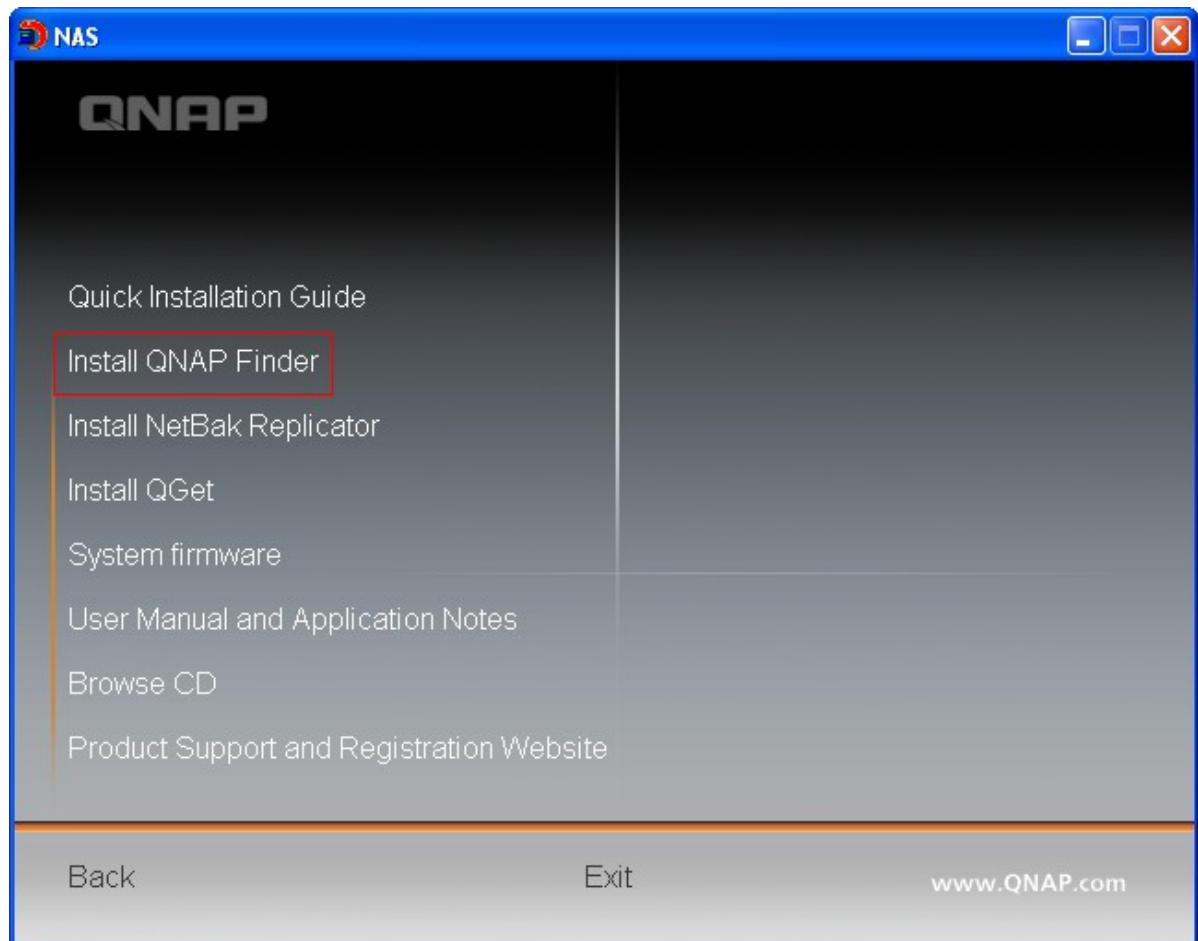 NAS
QNAP
Quick Installation Guide
Install QNAP Finder
Install NetBak Replicator
Install QGet
System firmware
User Manual and Application Notes
Browse CD
Product Support and Registration Website
Back Exit www.QNAP.com